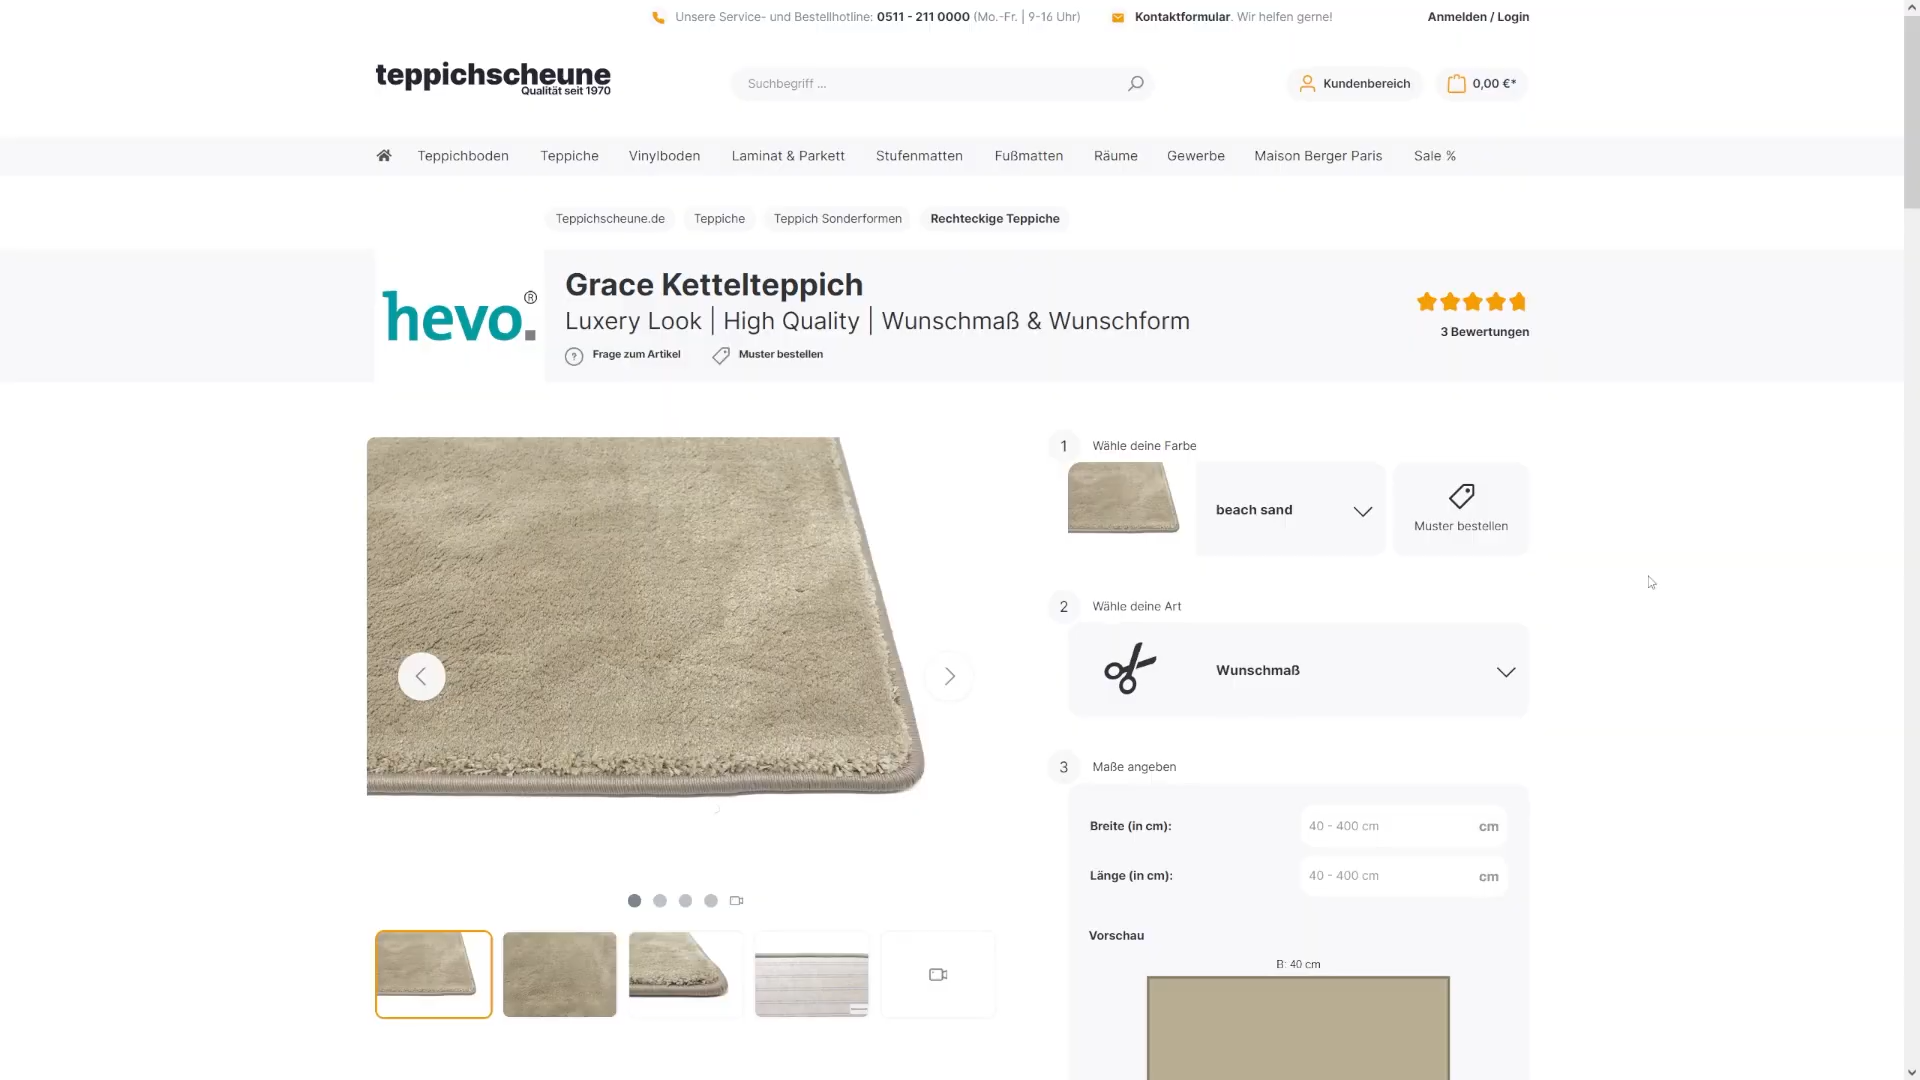 Unsere Service- und Bestellhotline: 0511 - 211 0000 (Mo.-Fr. | 9-16 Uhr)
Kontaktformular. Wir helfen gerne!
Anmelden / Login
teppichscheune
Qualität seit 1970
Suchbegriff ...
Kundenbereich
0,00 €*
Teppichboden
Teppiche
Vinylboden
Laminat & Parkett
Stufenmatten
Fußmatten
Räume
Gewerbe
Maison Berger Paris
Sale %
Teppichscheune.de
Teppiche
Teppich Sonderformen
Rechteckige Teppiche
hevo.®
Grace Kettelteppich
Luxery Look | High Quality | Wunschmaß & Wunschform
Frage zum Artikel
Muster bestellen
3 Bewertungen
1 Wähle deine Farbe
beach sand
Muster bestellen
2 Wähle deine Art
Wunschmaß
3 Maße angeben
Breite (in cm): 40 - 400 cm cm
Länge (in cm): 40 - 400 cm cm
Vorschau
B: 40 cm